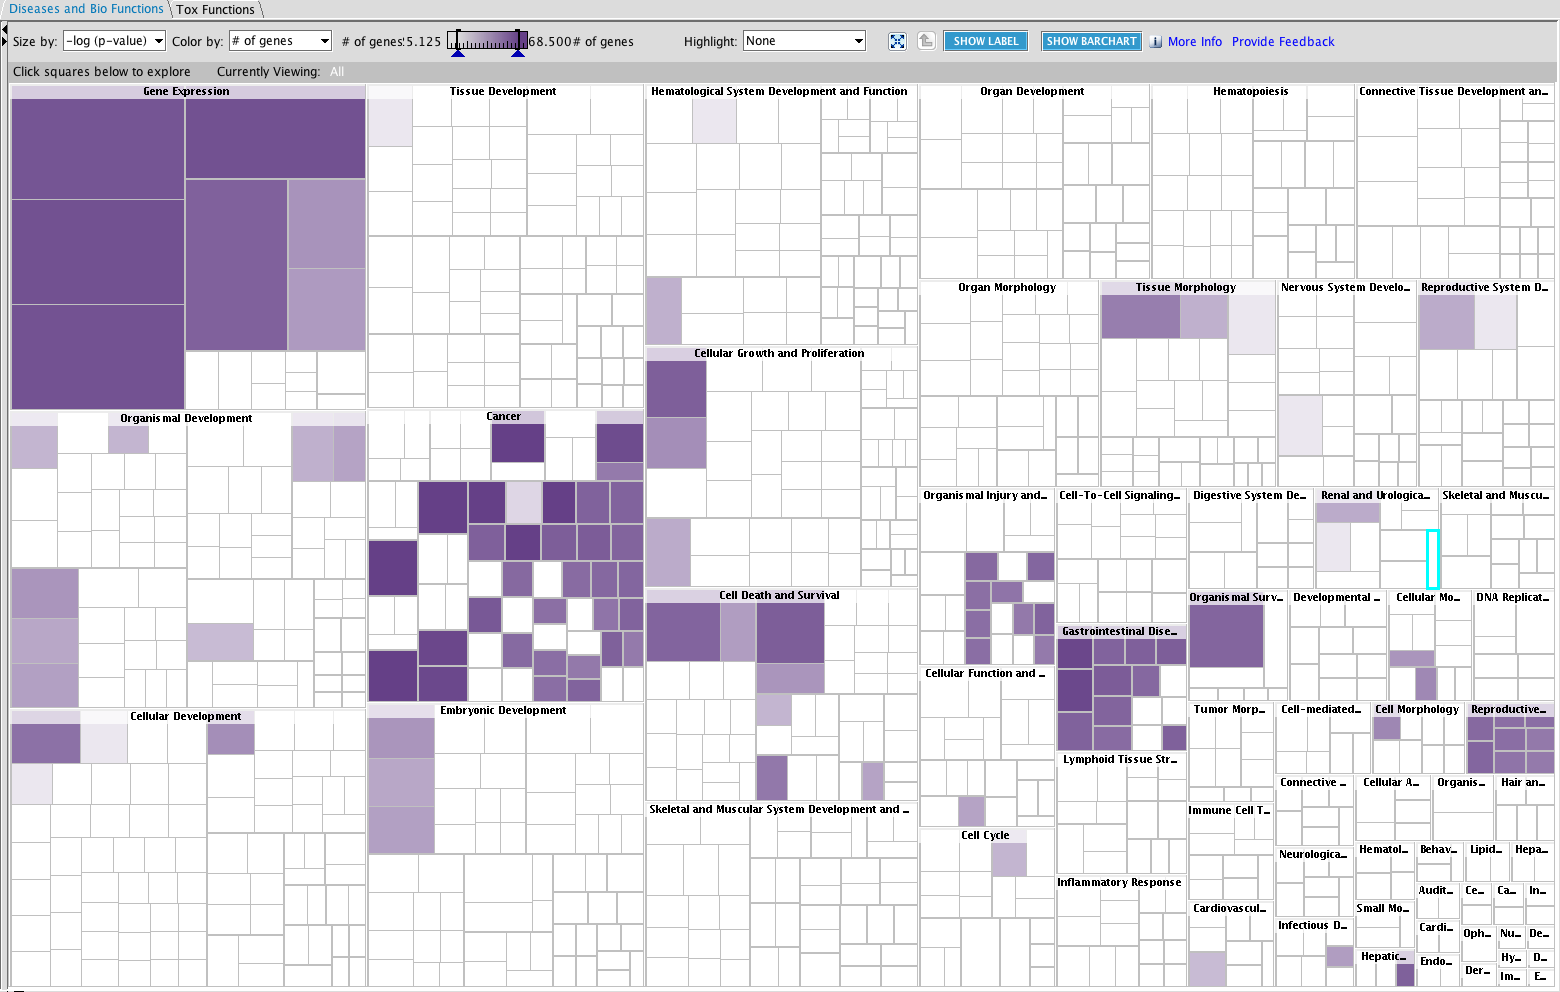 Diseases and Bio Functions Tox Functions
Size by: -log (p-value) Color by: # of genes # of genes 5.125 68.500 # of genes Highlight: None SHOW LABEL SHOW BARCHART More Info Provide Feedback
Click squares below to explore Currently Viewing: All
Gene Expression
Tissue Development
Hematological System Development and Function
Organ Development
Hematopoiesis
Connective Tissue Development an...
Organ Morphology
Tissue Morphology
Nervous System Develo...
Reproductive System D...
Cellular Growth and Proliferation
Organismal Development
Cancer
Organismal Injury and...
Cell-To-Cell Signaling...
Digestive System De...
Renal and Urologica...
Skeletal and Muscu...
Cell Death and Survival
Organismal Surv...
Developmental ...
Cellular Mo...
DNA Replicat...
Gastrointestinal Dise...
Cellular Function and ...
Cellular Development
Embryonic Development
Tumor Morp...
Cell-mediated...
Cell Morphology
Reproductive...
Lymphoid Tissue Str...
Connective ...
Cellular A...
Organis...
Hair an...
Skeletal and Muscular System Development and ...
Immune Cell T...
Cell Cycle
Neurologica...
Hematol...
Behav...
Lipid...
Hepa...
Inflammatory Response
Audit...
Ce...
Ca...
In...
Cardiovascul...
Small Mo...
Infectious D...
Cardi...
Oph...
Nu...
De...
Hepatic...
Endo...
Hy...
D...
Der...
Im...
E...